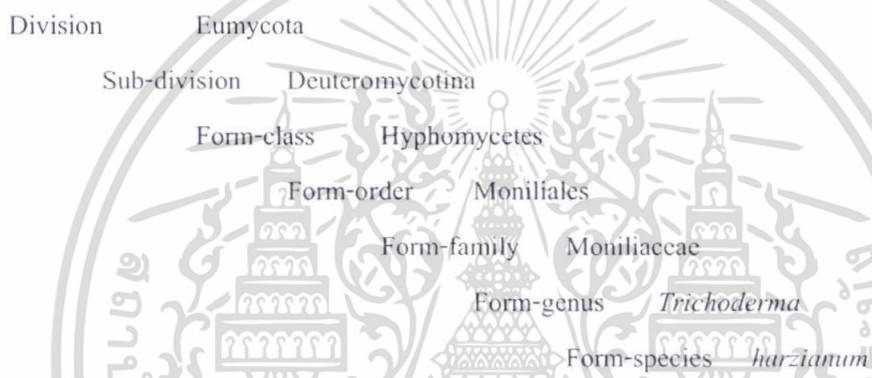 Division Eumycota
Sub-division Deuteromycotina
Form-class Hyphomycetes
Form-order Moniliales
Form-family Moniliaceae
Form-genus Trichoderma
Form-species harzianum